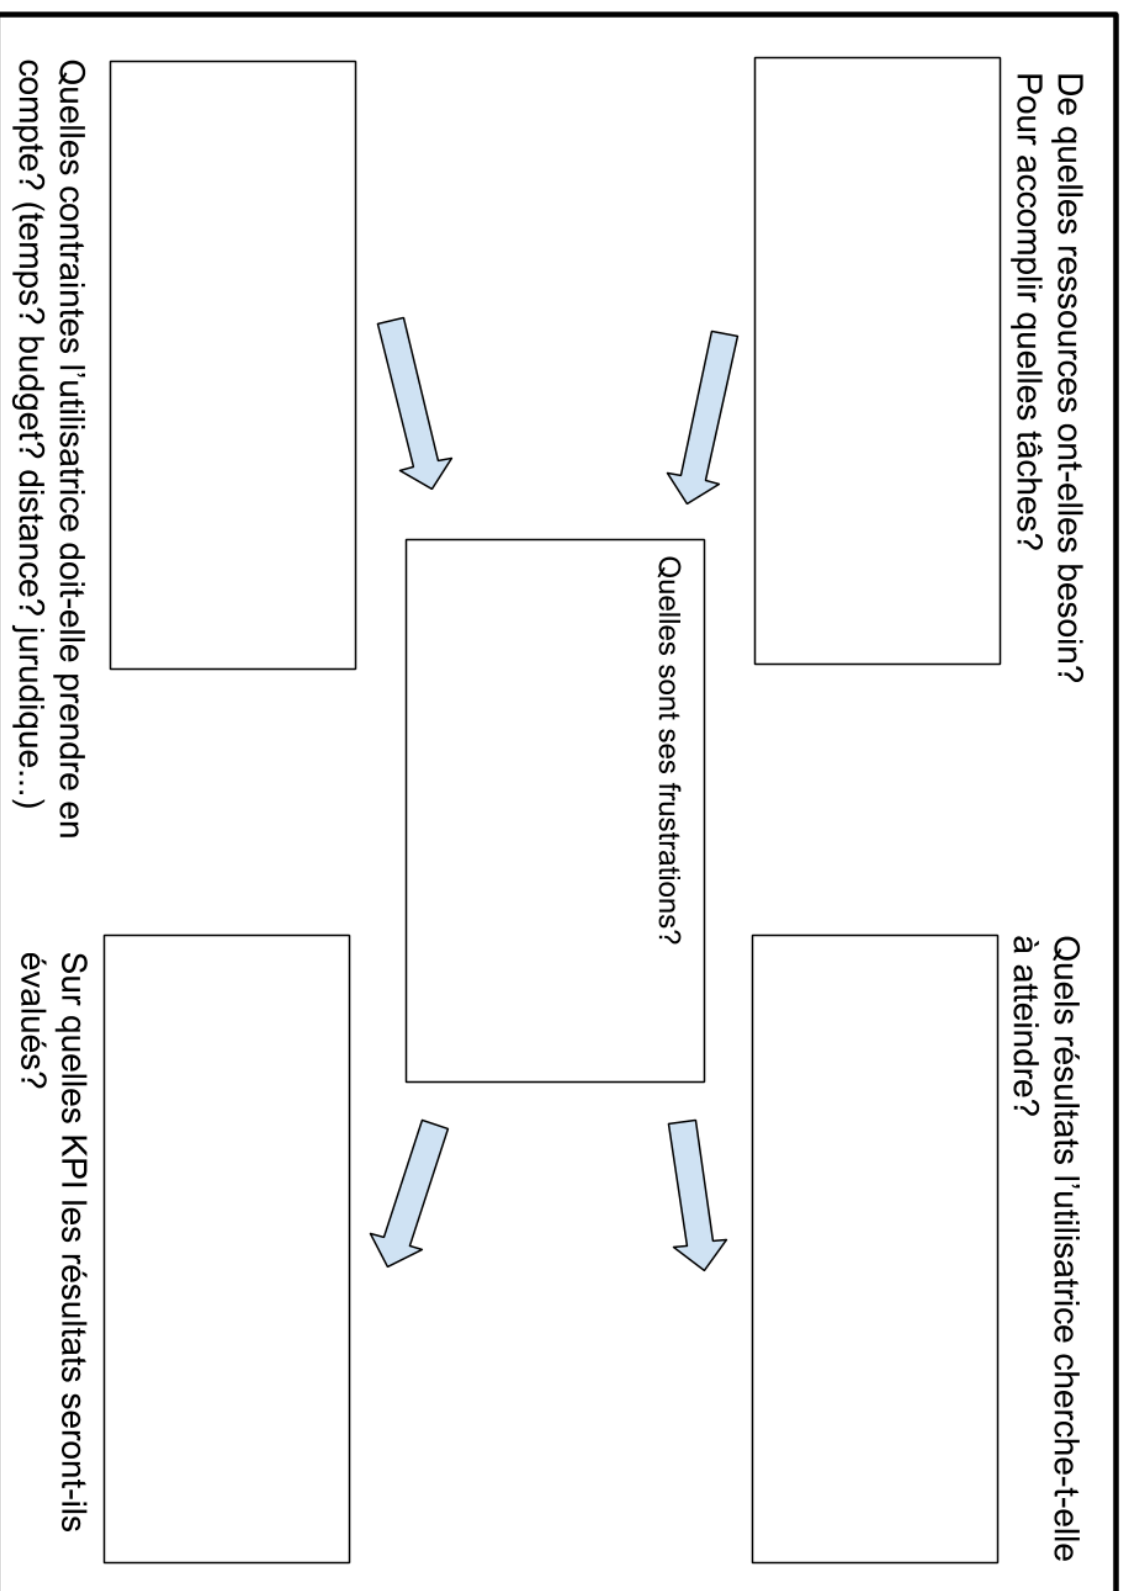 De quelles ressources ont-elles besoin?
Pour accomplir quelles tâches?
Quels résultats l'utilisatrice cherche-t-elle
à atteindre?
Quelles sont ses frustrations?
Quelles contraintes l'utilisatrice doit-elle prendre en
compte? (temps? budget? distance? jurudique...)
Sur quelles KPI les résultats seront-ils
évalués?